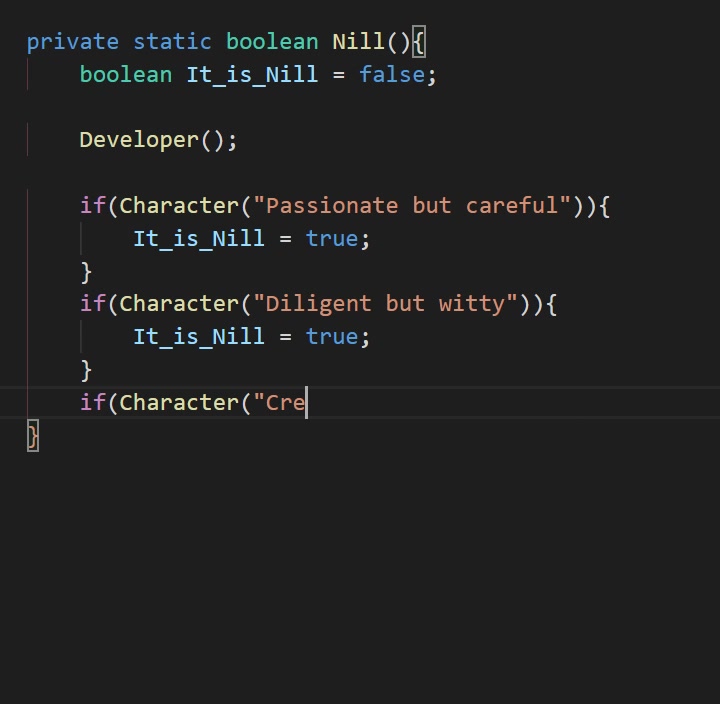 private static boolean Nill(){
    boolean It_is_Nill = false;
    Developer();
    if(Character("Passionate but careful")){
        It_is_Nill = true;
    }
    if(Character("Diligent but witty")){
        It_is_Nill = true;
    }
    if(Character("Cre
}